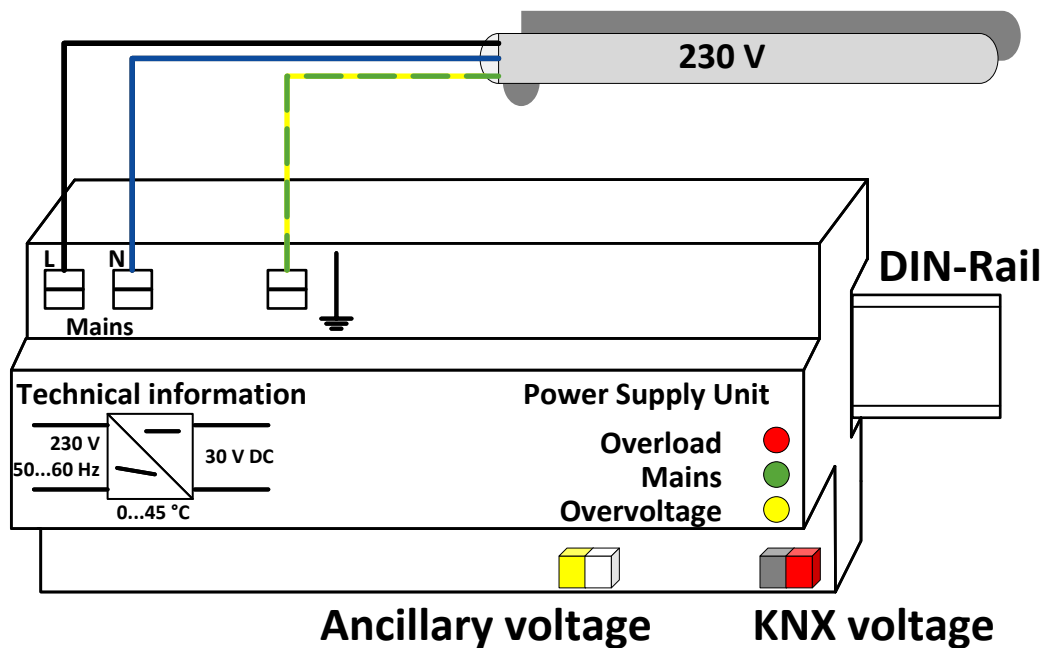 230 V
DIN-Rail
L N
Mains
Technical information
Power Supply Unit
230 V
50...60 Hz
30 V DC
0...45 °C
Overload
Mains
Overvoltage
Ancillary voltage
KNX voltage